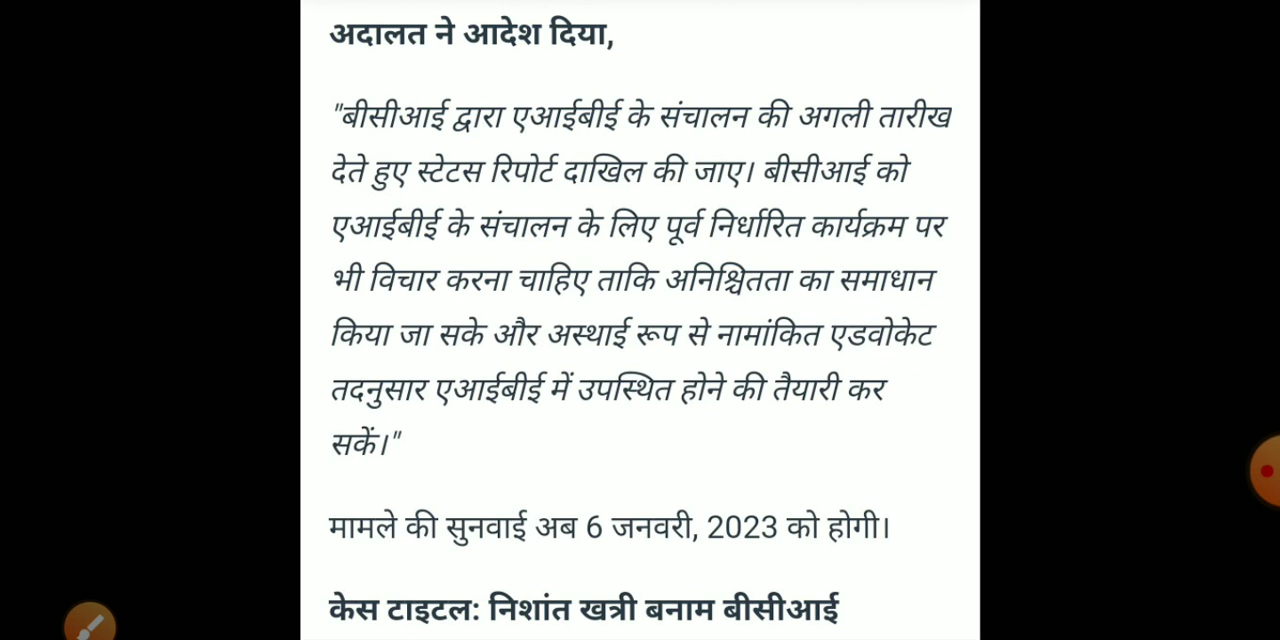 अदालत ने आदेश दिया,
"बीसीआई द्वारा एआईबीई के संचालन की अगली तारीख
देते हुए स्टेटस रिपोर्ट दाखिल की जाए। बीसीआई को
एआईबीई के संचालन के लिए पूर्व निर्धारित कार्यक्रम पर
भी विचार करना चाहिए ताकि अनिश्चितता का समाधान
किया जा सके और अस्थाई रूप से नामांकित एडवोकेट
तदनुसार एआईबीई में उपस्थित होने की तैयारी कर
सकें।"
मामले की सुनवाई अब 6 जनवरी, 2023 को होगी।
केस टाइटल: निशांत खत्री बनाम बीसीआई